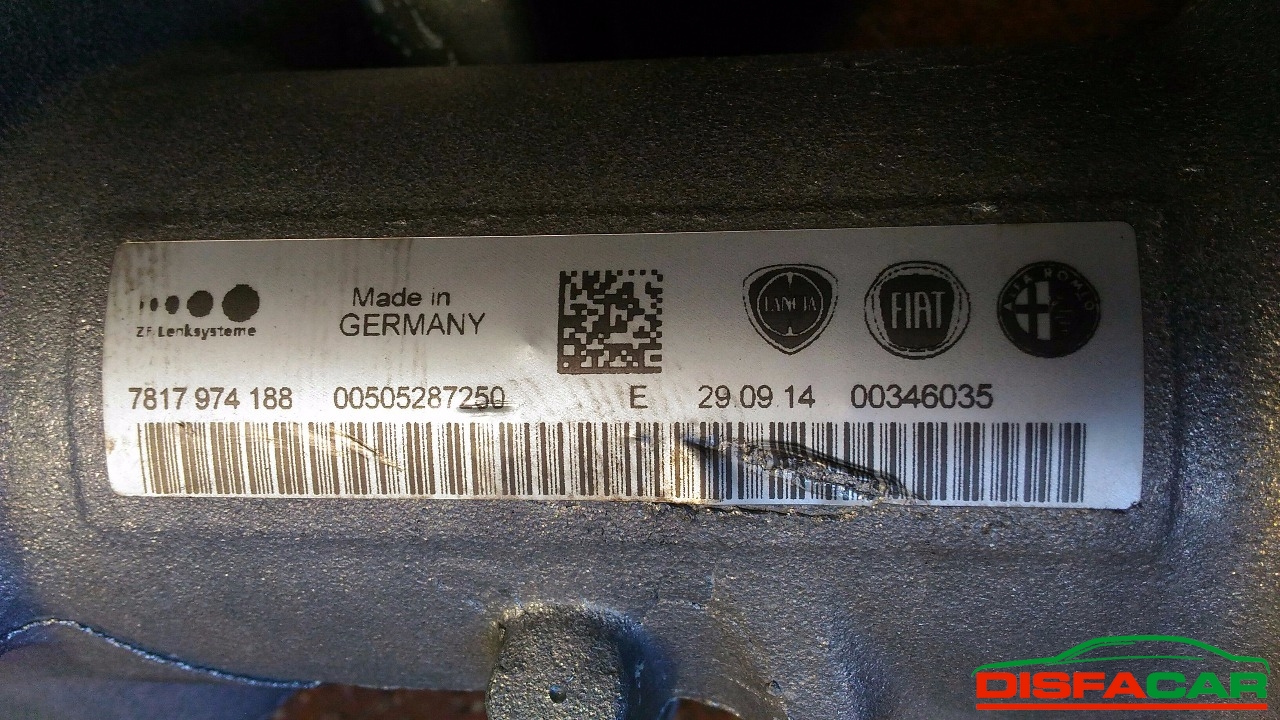 ZF Lenksysteme
Made in
GERMANY
LANCIA
FIAT
ALFA ROMEO
7817 974 188 00505287250 E 29.09.14 00346035
DISFACAR